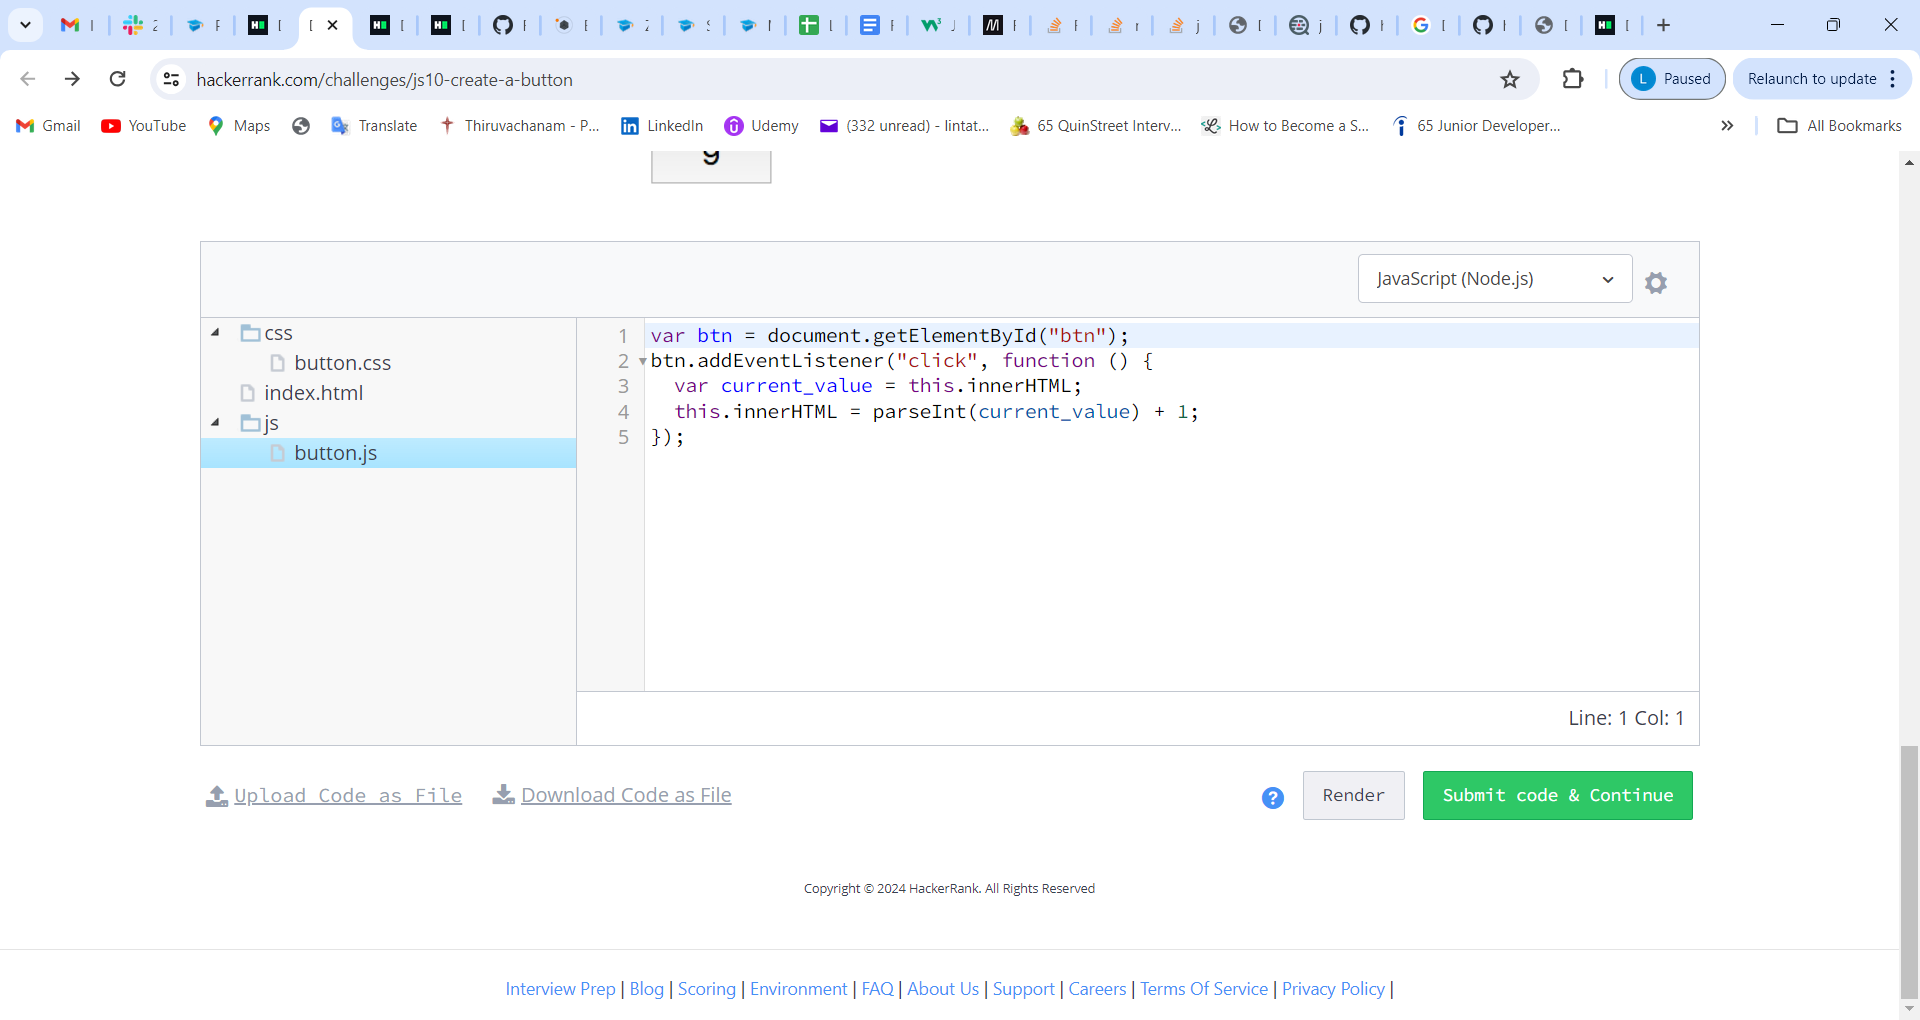 hackerrank.com/challenges/js10-create-a-button
L Paused
Relaunch to update
Gmail YouTube Maps Translate Thiruvachanam - P... LinkedIn Udemy (332 unread) - lintat... 65 QuinStreet Interv... How to Become a S... 65 Junior Developer... All Bookmarks
JavaScript (Node.js)
css
button.css
index.html
js
button.js
1 var btn = document.getElementById("btn");
2 btn.addEventListener("click", function () {
3 var current_value = this.innerHTML;
4 this.innerHTML = parseInt(current_value) + 1;
5 });
Line: 1 Col: 1
Upload Code as File Download Code as File ? Render Submit code & Continue
Copyright © 2024 HackerRank. All Rights Reserved
Interview Prep | Blog | Scoring | Environment | FAQ | About Us | Support | Careers | Terms Of Service | Privacy Policy |